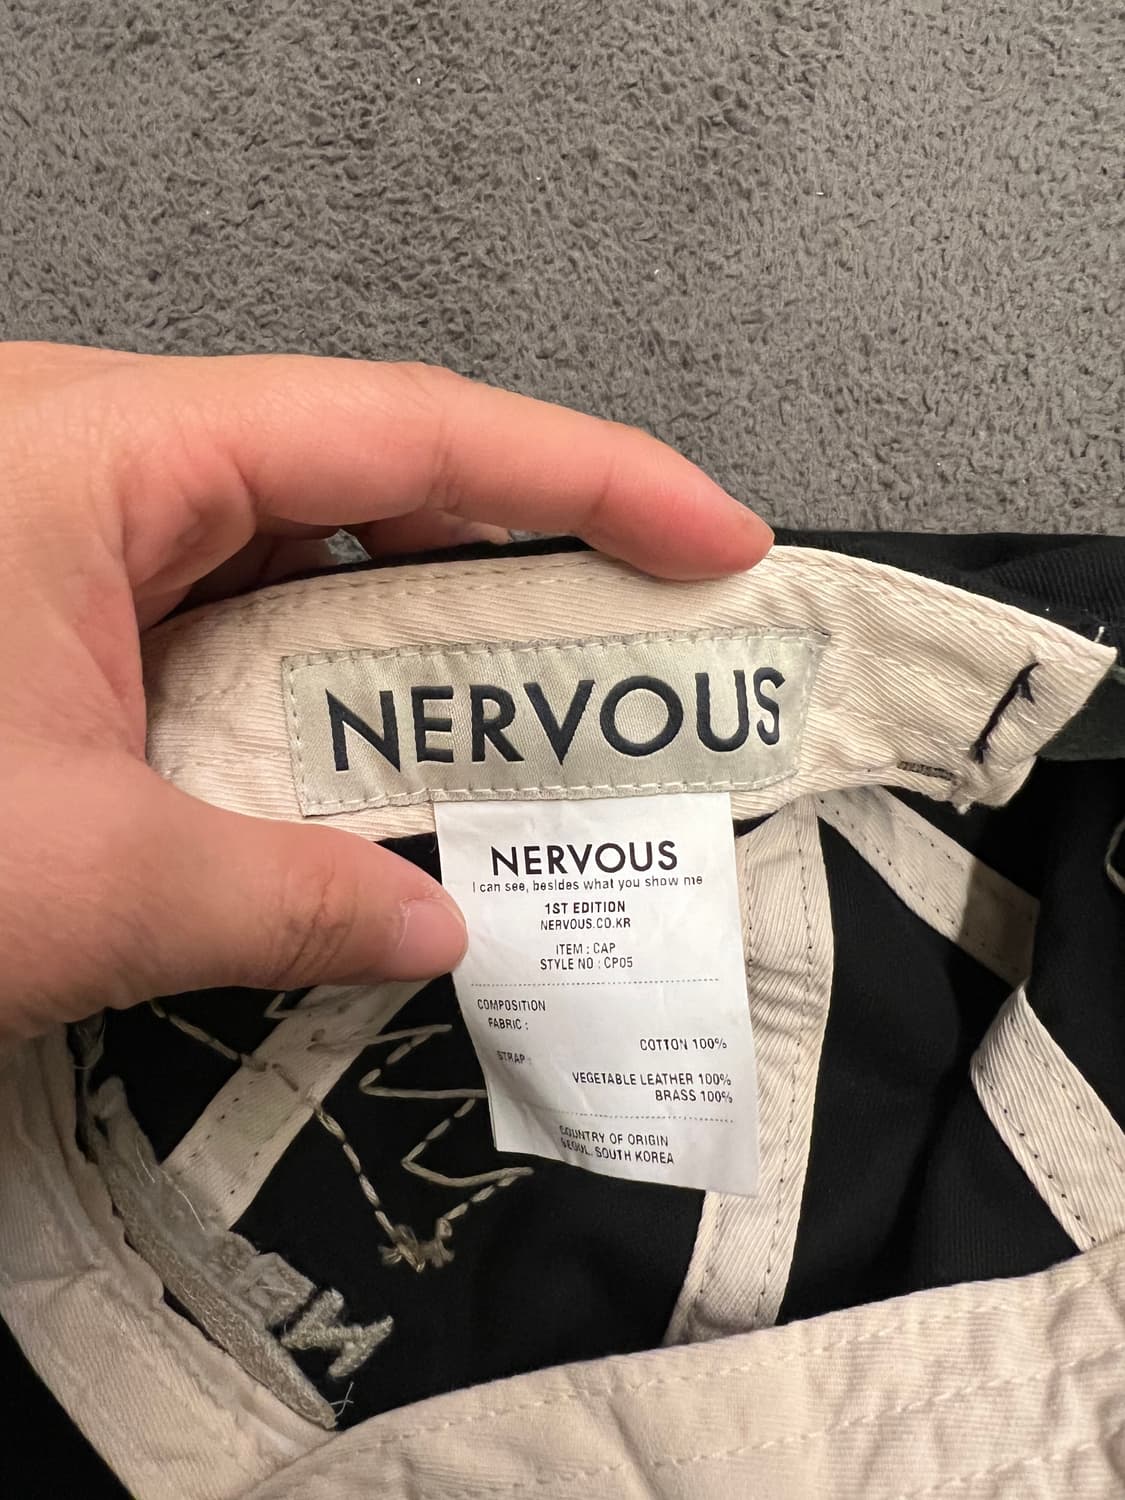 NERVOUS
NERVOUS
I can see, besides what you show me
1ST EDITION
NERVOUS.CO.KR
ITEM : CAP
STYLE NO : CP05
COMPOSITION
FABRIC :
COTTON 100%
STRAP :
VEGETABLE LEATHER 100%
BRASS 100%
COUNTRY OF ORIGIN
SEOUL. SOUTH KOREA